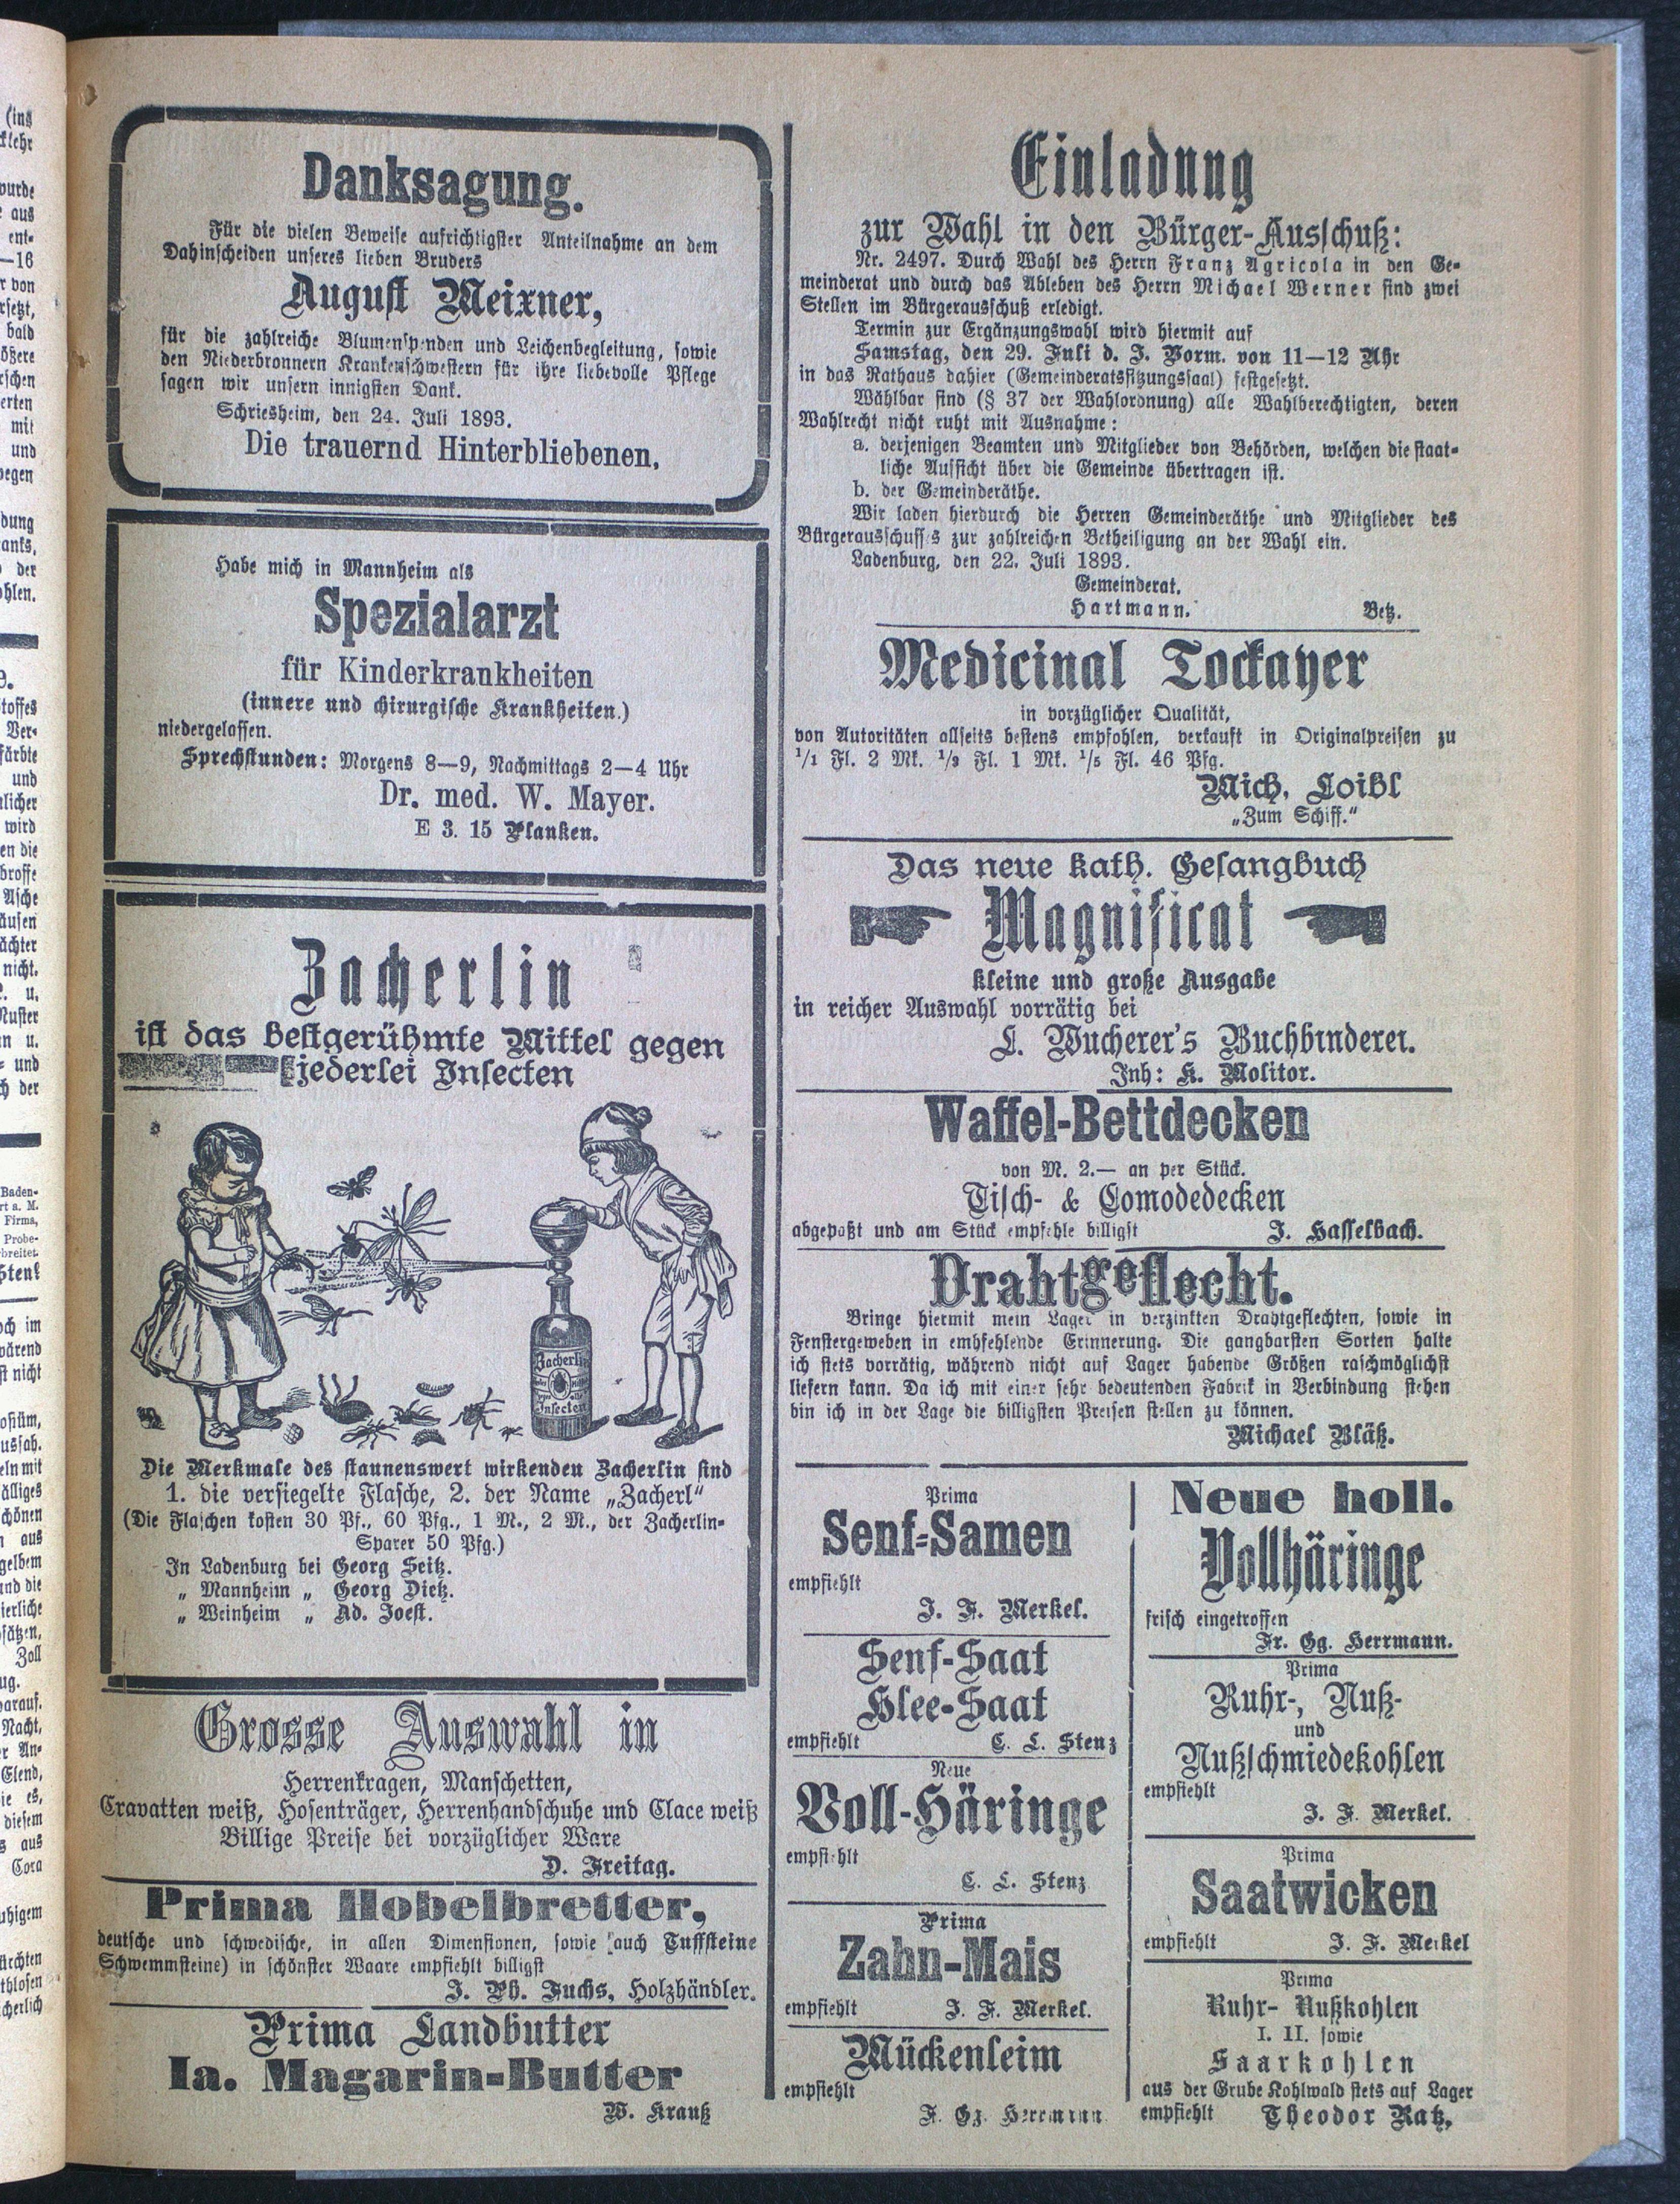 Danksagung.
Für die vielen Beweise aufrichtigster Anteilnahme an dem
Dahinscheiden unseres lieben Bruders
August Meixner,
für die zahlreiche Blumenspenden und Leichenbegleitung, sowie
den Niederbronnern Krankenschwestern für ihre liebevolle Pflege
sagen wir unsern innigsten Dank.
Schriesheim, den 24. Juli 1893.
Die trauernd Hinterbliebenen.
Habe mich in Mannheim als
Spezialarzt
für Kinderkrankheiten
(innere und chirurgische Krankheiten.)
niedergelassen.
Sprechstunden: Morgens 8—9, Nachmittags 2—4 Uhr
Dr. med. W. Mayer.
E 3. 15 Planken.
Zacherlin
ist das bestgerühmte Mittel gegen
jederlei Insecten
Zacherlin
Insecten
Die Merkmale des staunenswert wirkenden Zacherlin sind
1. die versiegelte Flasche, 2. der Name „Zacherl“
(Die Flaschen kosten 30 Pf., 60 Pfg., 1 M., 2 M., der Zacherlin-
Sparer 50 Pfg.)
In Ladenburg bei Georg Seitz.
„ Mannheim „ Georg Dietz.
„ Weinheim „ Ad. Joest.
Grosse Auswahl in
Herrenkragen, Manschetten,
Cravatten weiß, Hosenträger, Herrenhandschuhe und Clace weiß
Billige Preise bei vorzüglicher Ware
D. Freitag.
Prima Hobelbretter,
deutsche und schwedische, in allen Dimensionen, sowie auch Tuffsteine
Schwemmsteine) in schönster Waare empfiehlt billigst
J. Ph. Fuchs, Holzhändler.
Prima Landbutter
Ia. Magarin-Butter
W. Krauß
Einladung
zur Wahl in den Bürger-Ausschuß:
Nr. 2497. Durch Wahl des Herrn Franz Agricola in den Ge-
meinderat und durch das Ableben des Herrn Michael Werner sind zwei
Stellen im Bürgerausschuß erledigt.
Termin zur Ergänzungswahl wird hiermit auf
Samstag, den 29. Juli d. J. Vorm. von 11—12 Uhr
in das Rathaus dahier (Gemeinderatssitzungssaal) festgesetzt.
Wählbar sind (§ 37 der Wahlordnung) alle Wahlberechtigten, deren
Wahlrecht nicht ruht mit Ausnahme:
a. derjenigen Beamten und Mitglieder von Behörden, welchen die staat-
liche Aufsicht über die Gemeinde übertragen ist.
b. der Gemeinderäthe.
Wir laden hierdurch die Herren Gemeinderäthe und Mitglieder des
Bürgerausschusses zur zahlreichen Betheiligung an der Wahl ein.
Ladenburg, den 22. Juli 1893.
Gemeinderat.
Hartmann. Betz.
Medicinal Tockayer
in vorzüglicher Qualität,
von Autoritäten allseits bestens empfohlen, verkauft in Originalpreisen zu
1/1 Fl. 2 Mk. 1/2 Fl. 1 Mk. 1/5 Fl. 46 Pfg.
Mich. Loibl
„Zum Schiff.“
Das neue kath. Gesangbuch
Magnificat
kleine und große Ausgabe
in reicher Auswahl vorrätig bei
L. Wucherer's Buchbinderei.
Inh: K. Molitor.
Waffel-Bettdecken
von M. 2.— an per Stück.
Tisch- & Comodedecken
abgepaßt und am Stück empfehle billigst J. Hasselbach.
Drahtgeflecht.
Bringe hiermit mein Lager in verzinkten Drahtgeflechten, sowie in
Fenstergeweben in embfehlende Erinnerung. Die gangbarsten Sorten halte
ich stets vorrätig, während nicht auf Lager habende Größen raschmöglichst
liefern kann. Da ich mit einer sehr bedeutenden Fabrik in Verbindung stehen
bin ich in der Lage die billigsten Preisen stellen zu können.
Michael Bläß.
Prima
Senf-Samen
empfiehlt
J. F. Merkel.
Senf-Saat
Klee-Saat
empfiehlt C. L. Stenz
Neue
Voll-Häringe
empfiehlt
C. L. Stenz
Prima
Zahn-Mais
empfiehlt J. F. Merkel.
Mückenleim
empfiehlt
F. Gg. Herrmann
Neue holl.
Vollhäringe
frisch eingetroffen
Fr. Gg. Herrmann.
Prima
Ruhr-, Nuß-
und
Nußschmiedekohlen
empfiehlt
J. F. Merkel.
Prima
Saatwicken
empfiehlt J. F. Merkel
Prima
Ruhr- Nußkohlen
I. II. sowie
Saarkohlen
aus der Grube Kohlwald stets auf Lager
empfiehlt Theodor Ratz.